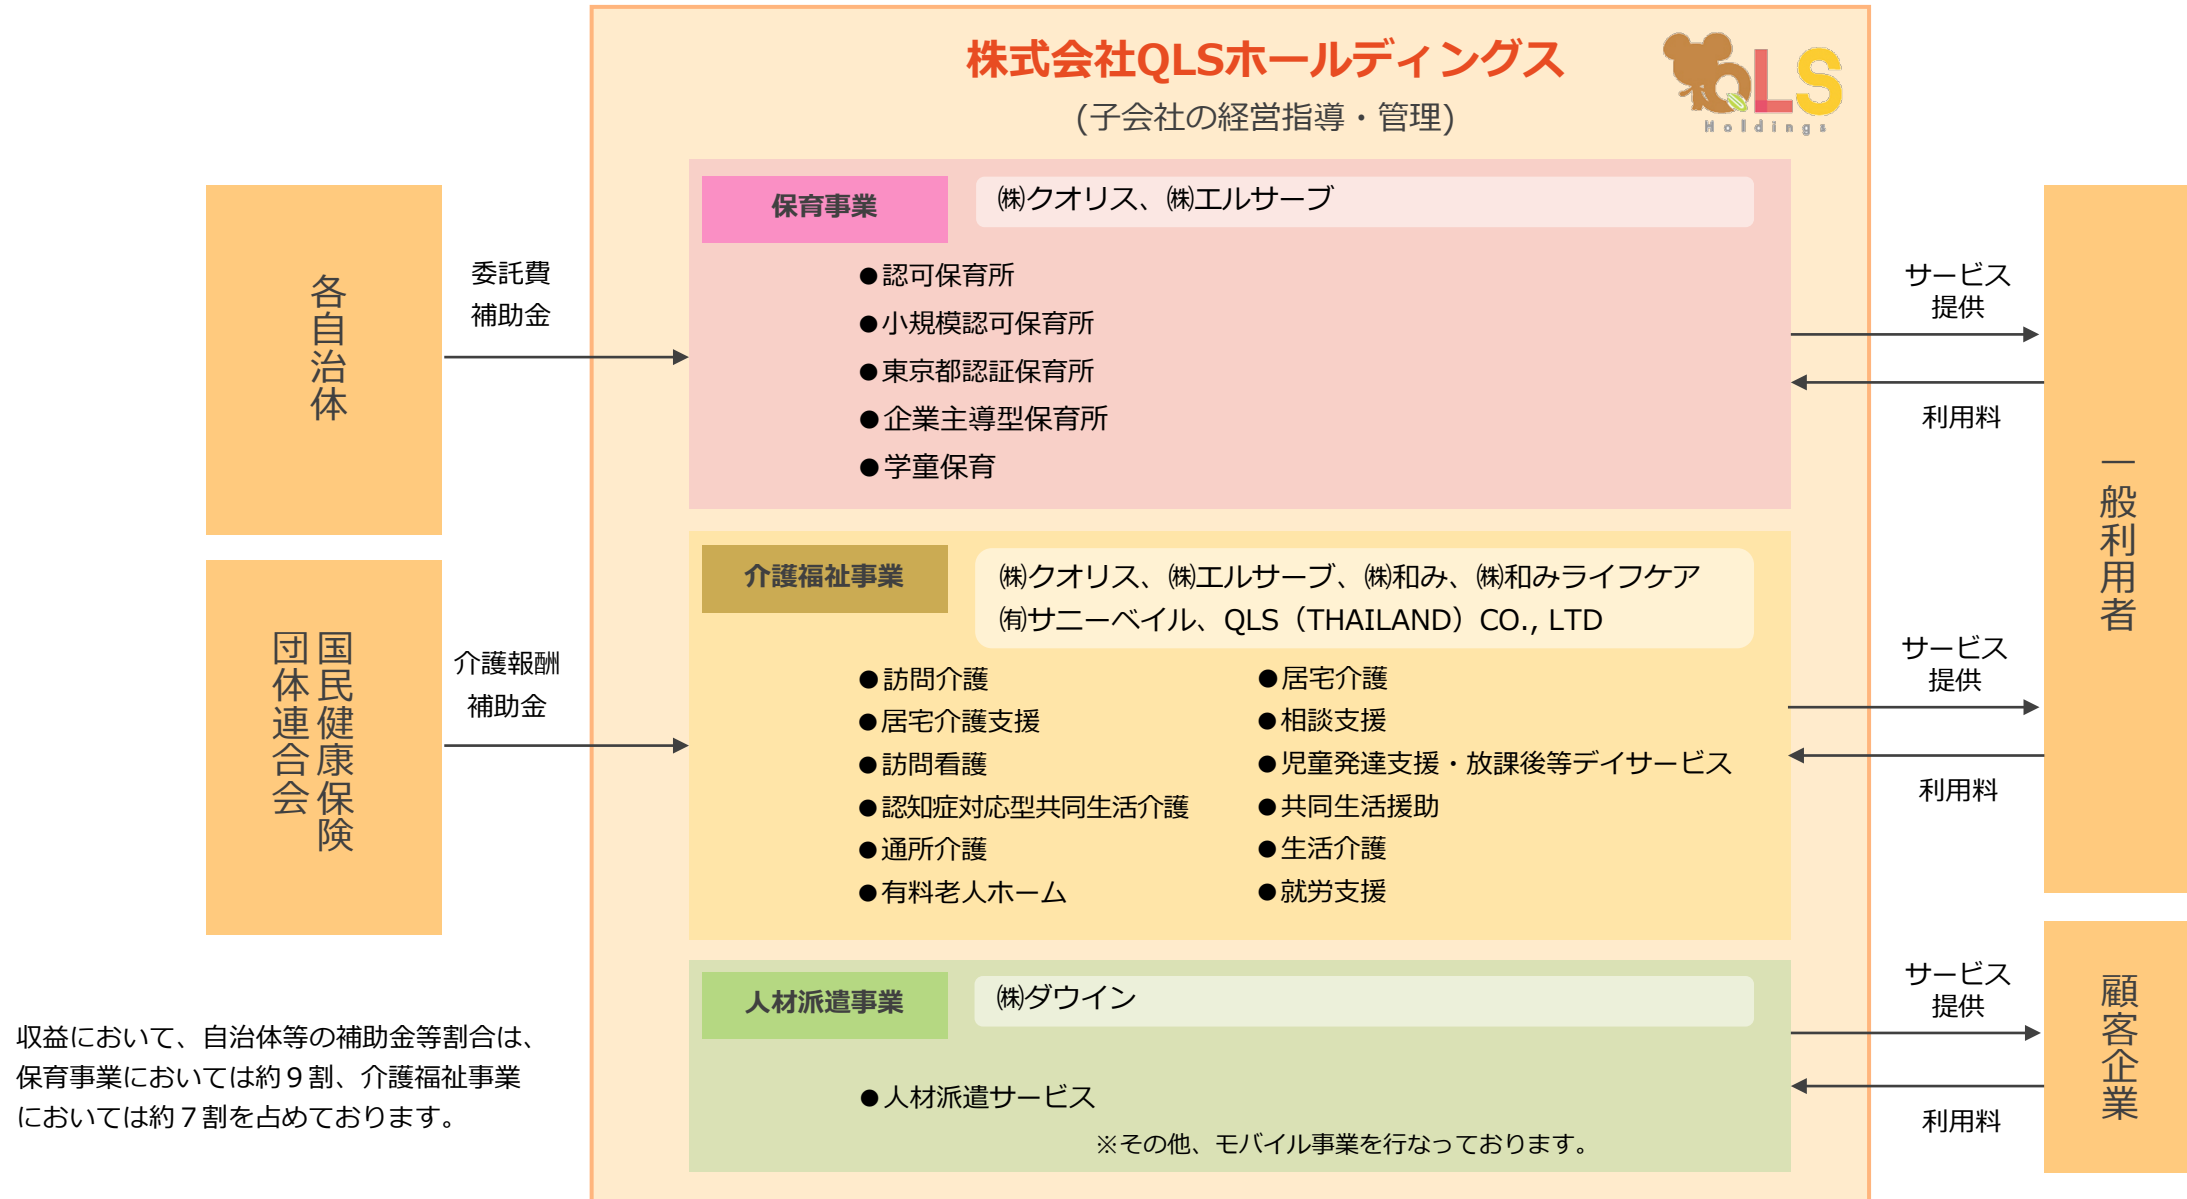 株式会社QLSホールディングス
(子会社の経営指導・管理)
QLS
Holdings
各自治体
委託費
補助金
保育事業
㈱クオリス、㈱エルサーブ
●認可保育所
●小規模認可保育所
●東京都認証保育所
●企業主導型保育所
●学童保育
サービス
提供
利用料
一般利用者
国民健康保険
団体連合会
介護報酬
補助金
介護福祉事業
㈱クオリス、㈱エルサーブ、㈱和み、㈱和みライフケア
㈲サニーベイル、QLS（THAILAND）CO., LTD
●訪問介護
●居宅介護支援
●訪問看護
●認知症対応型共同生活介護
●通所介護
●有料老人ホーム
●居宅介護
●相談支援
●児童発達支援・放課後等デイサービス
●共同生活援助
●生活介護
●就労支援
サービス
提供
利用料
人材派遣事業
㈱ダウイン
●人材派遣サービス
※その他、モバイル事業を行なっております。
サービス
提供
利用料
顧客企業
収益において、自治体等の補助金等割合は、
保育事業においては約９割、介護福祉事業
においては約７割を占めております。